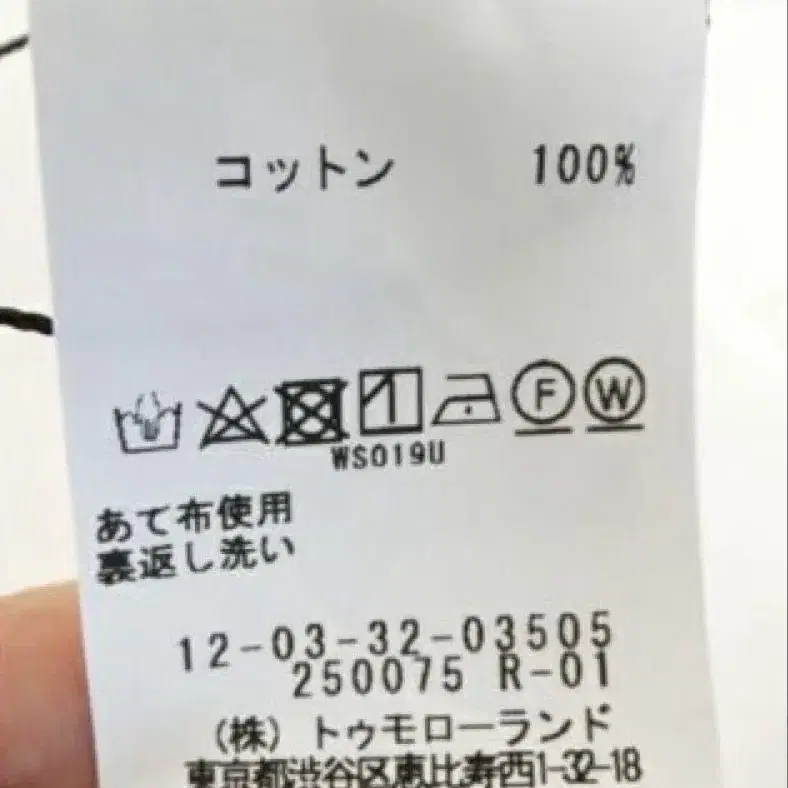 コットン 100%
F W
WS019U
あて布使用
裏返し洗い
12-03-32-03505
250075 R-01
(株) トゥモローランド
東京都渋谷区恵比寿西1-32-18